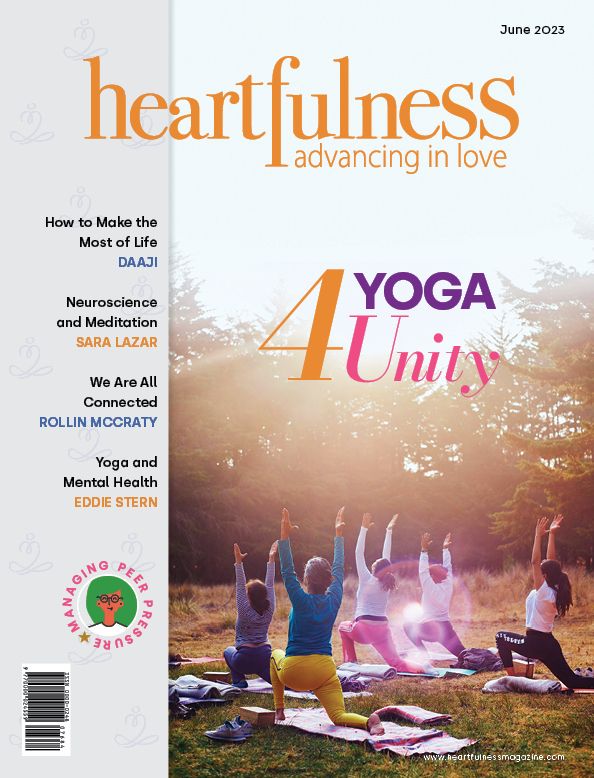 June 2023
heartfulness
advancing in love
How to Make the
Most of Life
DAAJI
Neuroscience
and Meditation
SARA LAZAR
We Are All
Connected
ROLLIN MCCRATY
Yoga and
Mental Health
EDDIE STERN
4 YOGA
Unity
MANAGING PEER PRESSURE
www.heartfulnessmagazine.com